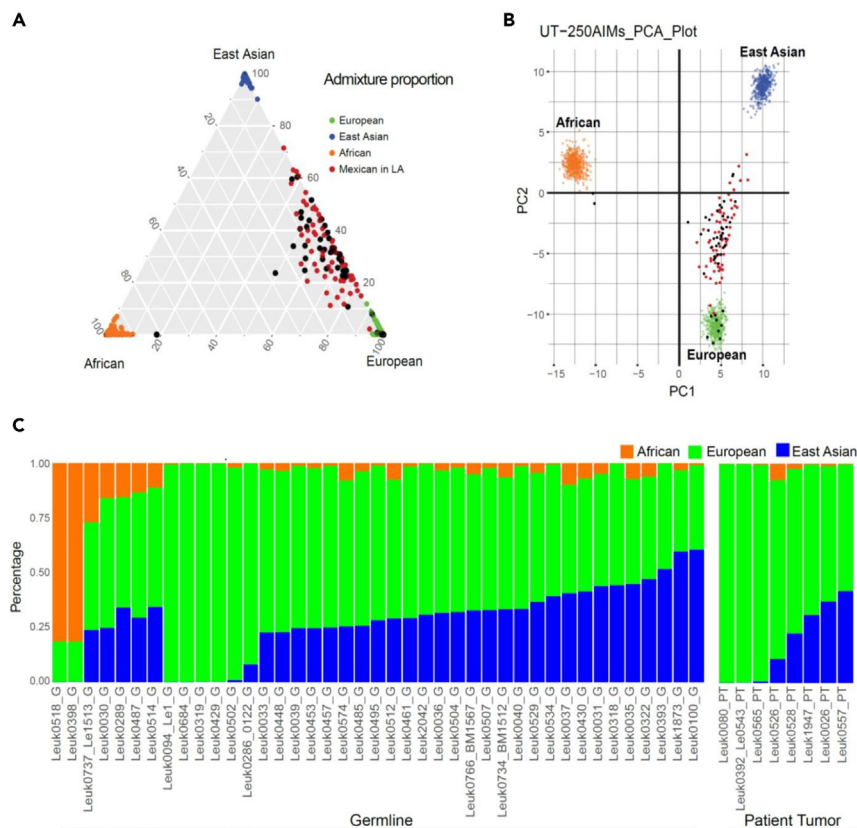 A
East Asian
100
80
60
40
20
20
40
60
80
100
20
40
60
80
100
African
European
Admixture proportion
European
East Asian
African
Mexican in LA
B
UT-250AIMs_PCA_Plot
East Asian
African
European
10
5
0
-5
-10
PC2
-15
-10
-5
0
5
10
PC1
C
African
European
East Asian
Percentage
1.00
0.75
0.50
0.25
0.00
Leuk0518_G
Leuk0398_G
Leuk0737_Le1513_G
Leuk0030_G
Leuk0289_G
Leuk0487_G
Leuk0514_G
Leuk0094_Le1_G
Leuk0684_G
Leuk0319_G
Leuk0429_G
Leuk0502_G
Leuk0286_0122_G
Leuk0033_G
Leuk0448_G
Leuk0039_G
Leuk0453_G
Leuk0457_G
Leuk0574_G
Leuk0485_G
Leuk0495_G
Leuk0512_G
Leuk0461_G
Leuk2042_G
Leuk0036_G
Leuk0504_G
Leuk0766_BM1567_G
Leuk0507_G
Leuk0734_BM1512_G
Leuk0040_G
Leuk0529_G
Leuk0534_G
Leuk0037_G
Leuk0430_G
Leuk0031_G
Leuk0318_G
Leuk0035_G
Leuk0322_G
Leuk0393_G
Leuk1873_G
Leuk0100_G
Leuk0080_PT
Leuk0392_Le0543_PT
Leuk0565_PT
Leuk0526_PT
Leuk0528_PT
Leuk1947_PT
Leuk0026_PT
Leuk0557_PT
Germline
Patient Tumor